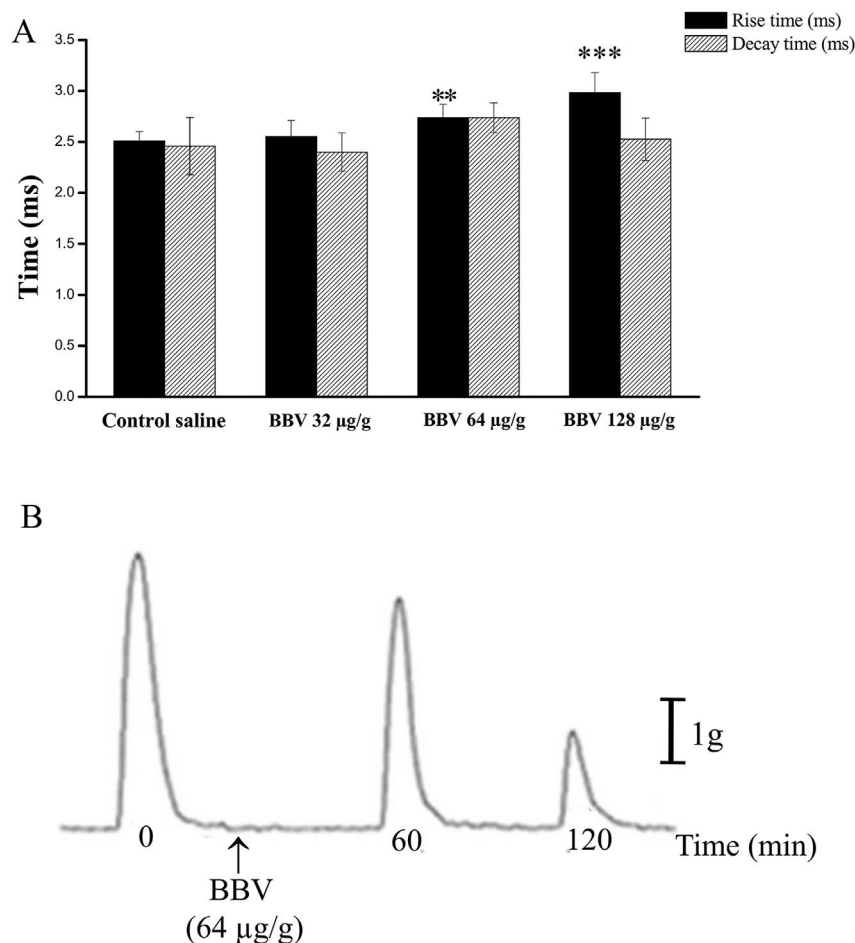 A
Rise time (ms)
Decay time (ms)
Time (ms)
3.5
3.0
2.5
2.0
1.5
1.0
0.5
0.0
**
***
Control saline
BBV 32 µg/g
BBV 64 µg/g
BBV 128 µg/g
B
1g
0
60
120
Time (min)
BBV
(64 µg/g)